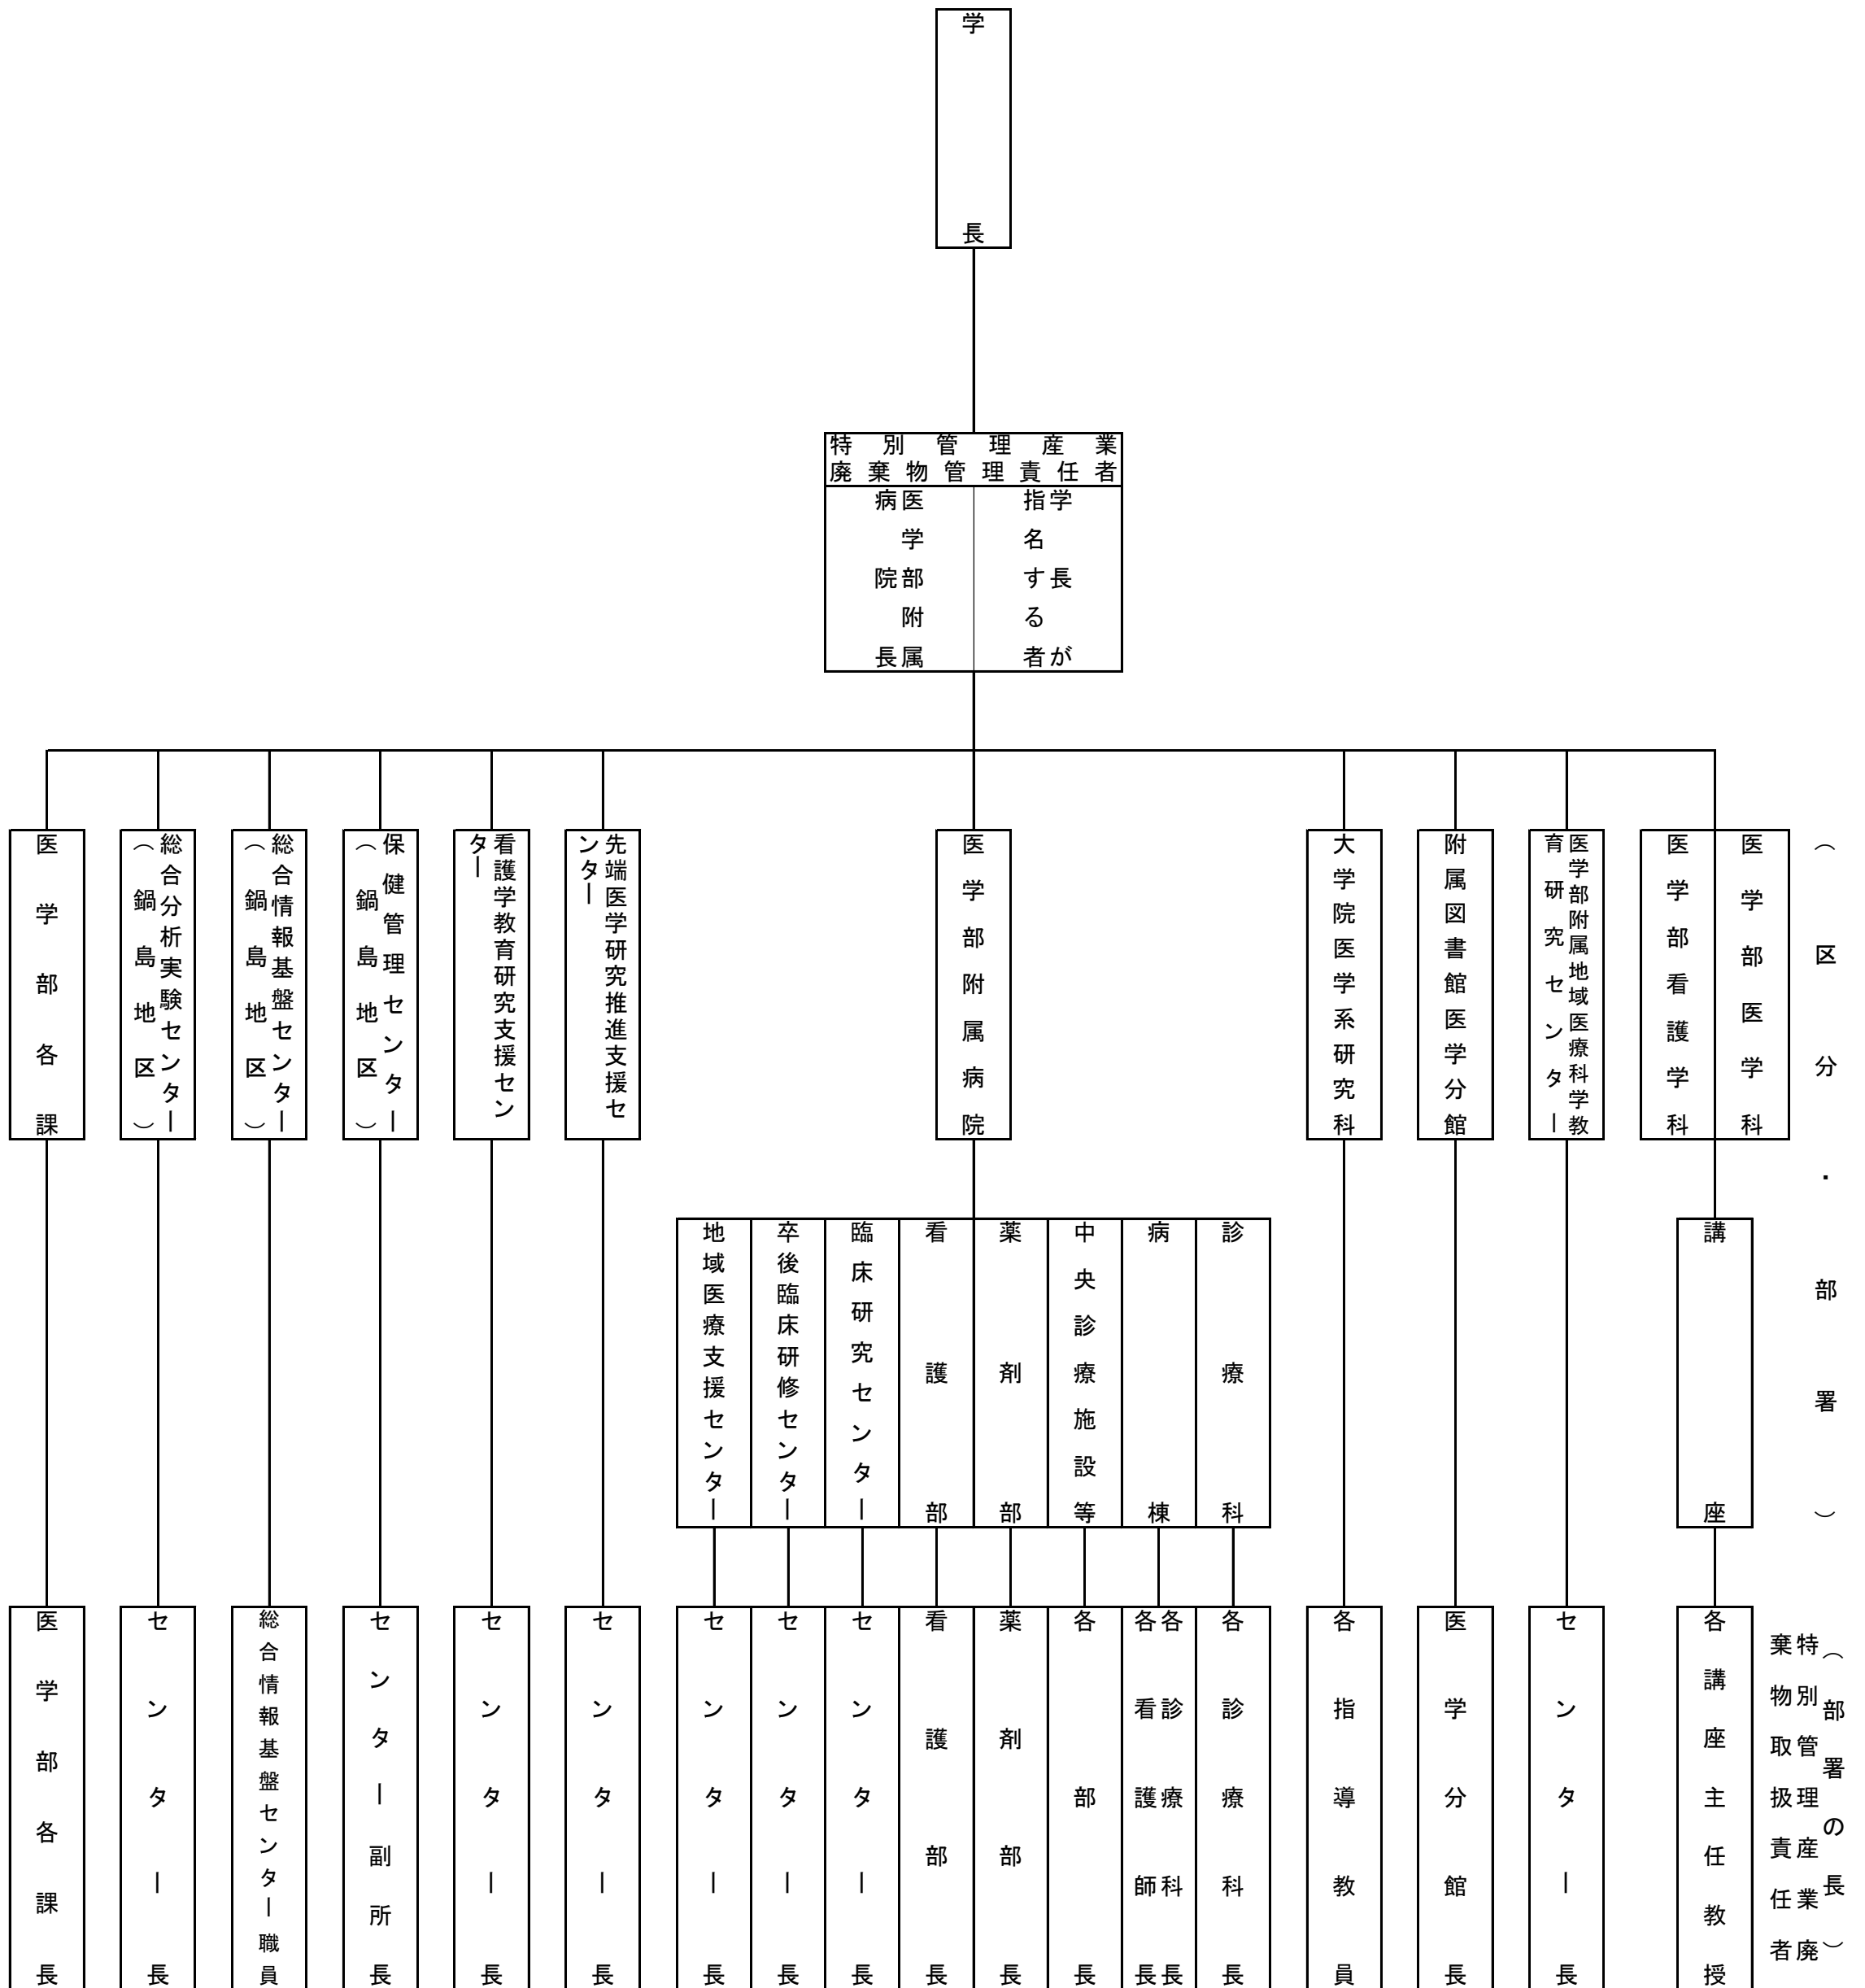 学長
特別管理産業
廃棄物管理責任者
学長が
指名する者
医学部附属
病院長
(区分・部署)
医学部医学科
医学部看護学科
医学部附属地域医療科学教
育研究センター
附属図書館医学分館
大学院医学系研究科
医学部附属病院
先端医学研究推進支援セ
ンター
看護学教育研究支援セン
ター
保健管理センター
(鍋島地区)
総合情報基盤センター
(鍋島地区)
総合分析実験センター
(鍋島地区)
医学部各課
講座
診療科
病棟
中央診療施設等
薬剤部
看護部
臨床研究センター
卒後臨床研修センター
地域医療支援センター
(部署の長)
特別管理産業廃
棄物取扱責任者
各講座主任教授
センター長
医学分館長
各指導教員
各診療科長
各診療科長
各看護師長
各部長
薬剤部長
看護部長
センター長
センター長
センター長
センター長
センター長
センター副所長
総合情報基盤センター職員
センター長
医学部各課長